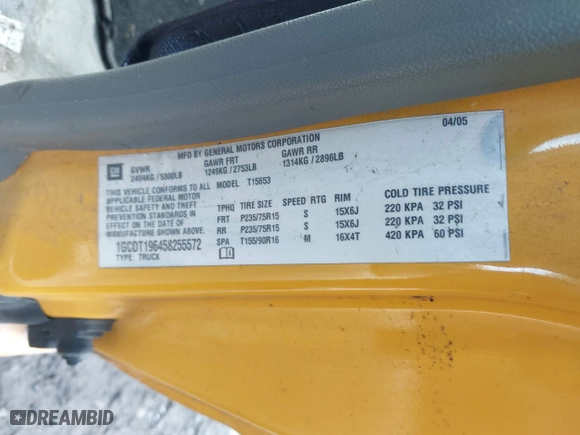 MFD BY GENERAL MOTORS CORPORATION
04/05
GM
GVWR GAWR FRT GAWR RR
2404KG / 5300LB 1249KG / 2753LB 1314KG / 2896LB
THIS VEHICLE CONFORMS TO ALL MODEL T15653
APPLICABLE FEDERAL MOTOR
VEHICLE SAFETY AND THEFT
PREVENTION STANDARDS IN
EFFECT ON THE DATE OF
MANUFACTURE SHOWN ABOVE
1GCDT196458255572
TYPE: TRUCK
TPHQ TIRE SIZE SPEED RTG RIM COLD TIRE PRESSURE
FRT P235/75R15 S 15X6J 220 KPA 32 PSI
RR P235/75R15 S 15X6J 220 KPA 32 PSI
SPA T155/90R16 M 16X4T 420 KPA 60 PSI
DREAMBID